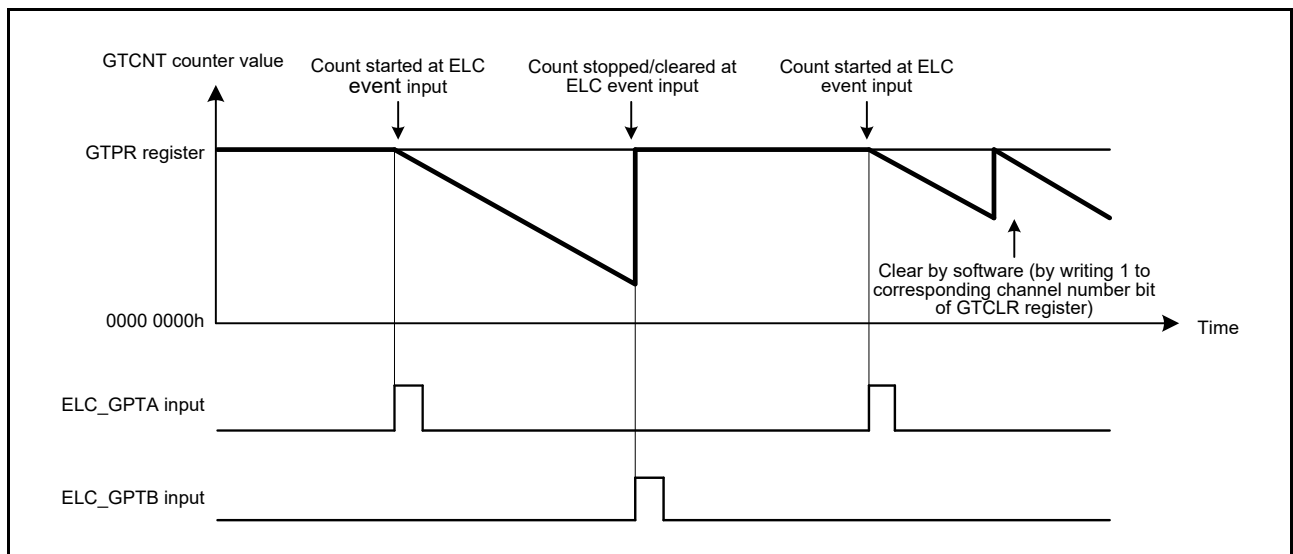 GTCNT counter value
Count started at ELC
event input
Count stopped/cleared at
ELC event input
Count started at ELC
event input
GTPR register
Clear by software (by writing 1 to
corresponding channel number bit
of GTCLR register)
0000 0000h
Time
ELC_GPTA input
ELC_GPTB input